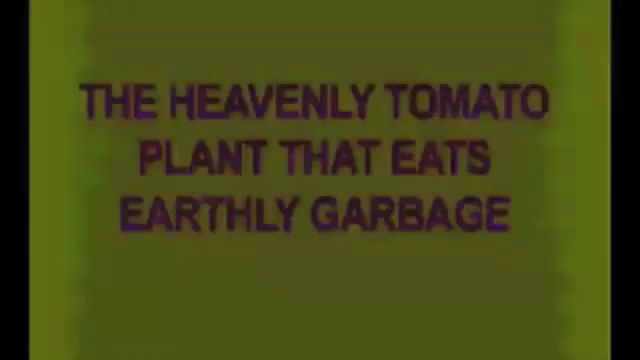 THE HEAVENLY TOMATO
PLANT THAT EATS
EARTHLY GARBAGE